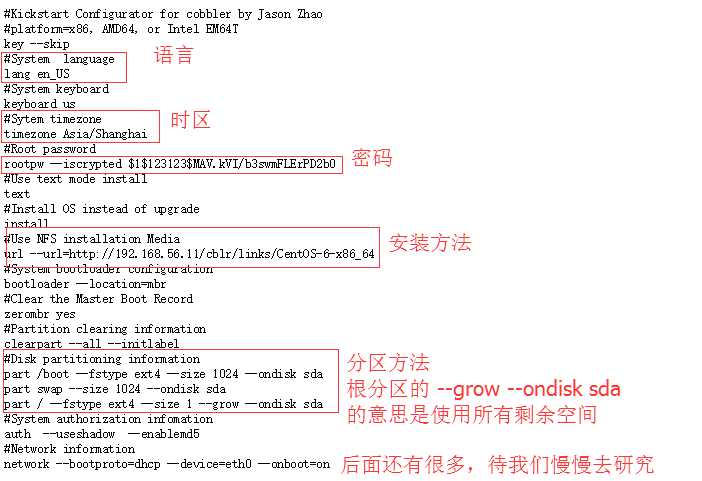 #Kickstart Configurator for cobbler by Jason Zhao
#platform=x86, AMD64, or Intel EM64T
key --skip
#System  language
lang en_US
语言
#System keyboard
keyboard us
#Sytem timezone
timezone Asia/Shanghai
时区
#Root password
rootpw --iscrypted $1$123123$MAV.kVI/b3swmFLErPD2b0
密码
#Use text mode install
text
#Install OS instead of upgrade
install
#Use NFS installation Media
url --url=http://192.168.56.11/cblr/links/CentOS-6-x86_64
安装方法
#System bootloader configuration
bootloader --location=mbr
#Clear the Master Boot Record
zerombr yes
#Partition clearing information
clearpart --all --initlabel
#Disk partitioning information
part /boot --fstype ext4 --size 1024 --ondisk sda
part swap --size 1024 --ondisk sda
part / --fstype ext4 --size 1 --grow --ondisk sda
分区方法
根分区的 --grow --ondisk sda
的意思是使用所有剩余空间
#System authorization infomation
auth  --useshadow  --enablemd5
#Network information
network --bootproto=dhcp --device=eth0 --onboot=on
后面还有很多，待我们慢慢去研究